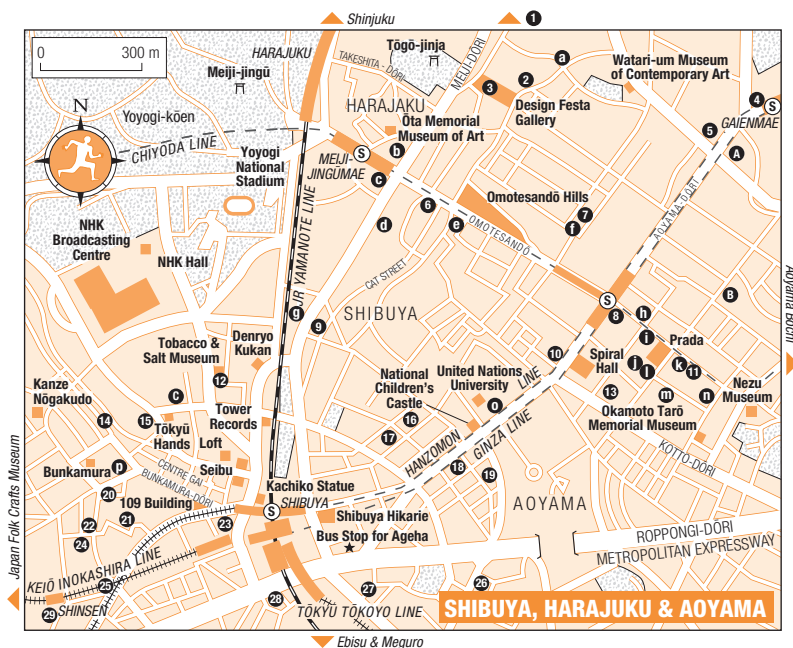 Shinjuku
1
0 300 m
HARAJUKU
TAKESHITA-DŌRI
Tōgō-jinja
MEIJI-DŌRI
a
Watari-um Museum
of Contemporary Art
Meiji-jingū
3
2
4
S
HARAJUKU
Design Festa
Gallery
GAIENMAE
N
Yoyogi-kōen
Ōta Memorial
Museum of Art
5
CHIYODA LINE
S
b
A
Yoyogi
National
Stadium
MEIJI-
JINGŪMAE
c
Omotesandō Hills
AOYAMA-DŌRI
6
7
NHK
Broadcasting
Centre
d
e
f
OMOTESANDŌ
NHK Hall
JR YAMANOTE LINE
CAT STREET
Aoyama Bochi
S
B
g
9
SHIBUYA
8
h
Tobacco &
Salt Museum
Denryo
Kukan
i
Prada
10
Spiral
Hall
j
l
k
11
Kanze
Nōgakudo
12
National
Children's
Castle
United Nations
University
LINE
Nezu
Museum
C
13
m
n
14
15
Tower
Records
16
o
Okamoto Tarō
Memorial Museum
Tōkyū
Hands
17
GINZA LINE
Loft
HANZOMON
KOTTŌ-DŌRI
Bunkamura
p
CENTRE GAI
Seibu
18
19
BUNKAMURA-DŌRI
Kachiko Statue
20
109 Building
SHIBUYA
AOYAMA
Japan Folk Crafts Museum
22
21
23
S
Shibuya Hikarie
24
Bus Stop for Ageha
ROPPONGI-DŌRI
METROPOLITAN EXPRESSWAY
KEIŌ INOKASHIRA LINE
25
27
26
29
SHINSEN
28
TŌKYU TŌKOYO LINE
SHIBUYA, HARAJUKU & AOYAMA
Ebisu & Meguro